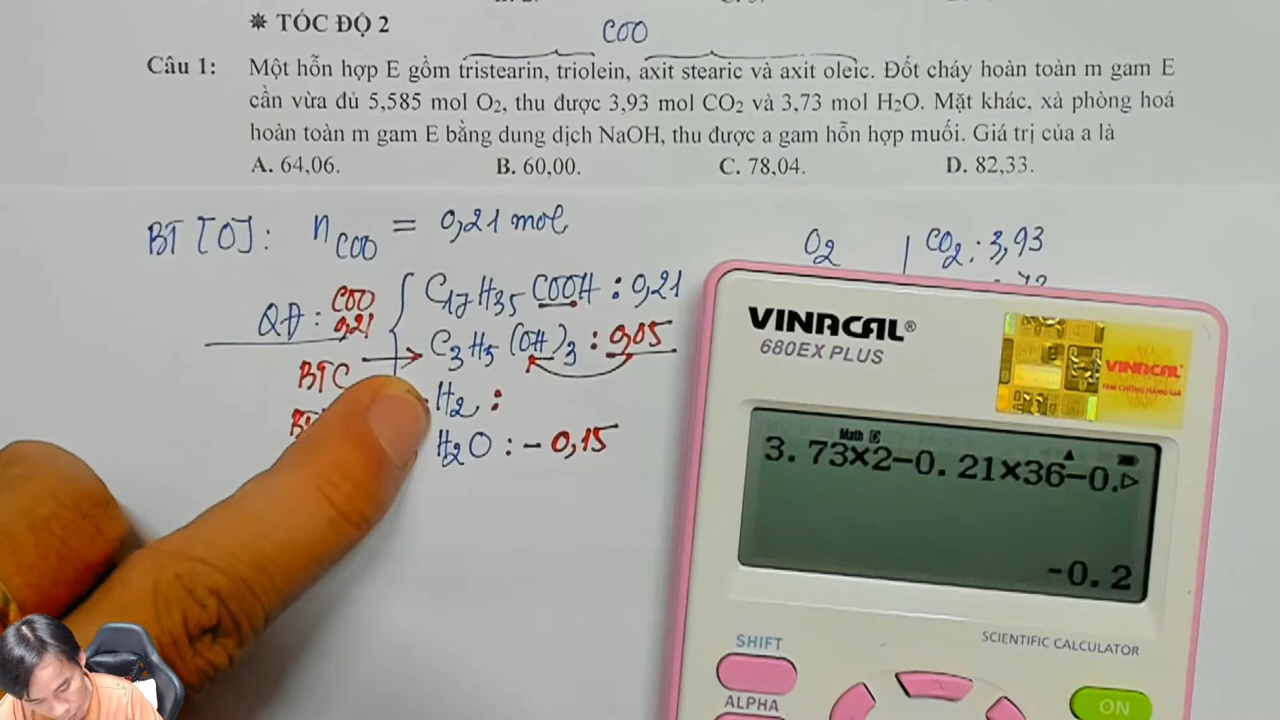 ✵ TỐC ĐỘ 2
COO
Câu 1: Một hỗn hợp E gồm tristearin, triolein, axit stearic và axit oleic. Đốt cháy hoàn toàn m gam E
cần vừa đủ 5,585 mol O₂, thu được 3,93 mol CO₂ và 3,73 mol H₂O. Mặt khác, xà phòng hoá
hoàn toàn m gam E bằng dung dịch NaOH, thu được a gam hỗn hợp muối. Giá trị của a là
A. 64,06. B. 60,00. C. 78,04. D. 82,33.
BT [O]: n COO = 0,21 mol
O₂ | CO₂ : 3,93
QĐ : COO 0,21
C₁₇H₃₅COOH : 0,21
BTC → C₃H₅(OH)₃ : 0,05
H₂ :
H₂O : - 0,15
VINACAL®
680EX PLUS
VINACAL
Math
3.73×2−0.21×36−0.
-0.2
SCIENTIFIC CALCULATOR
SHIFT
ALPHA
ON